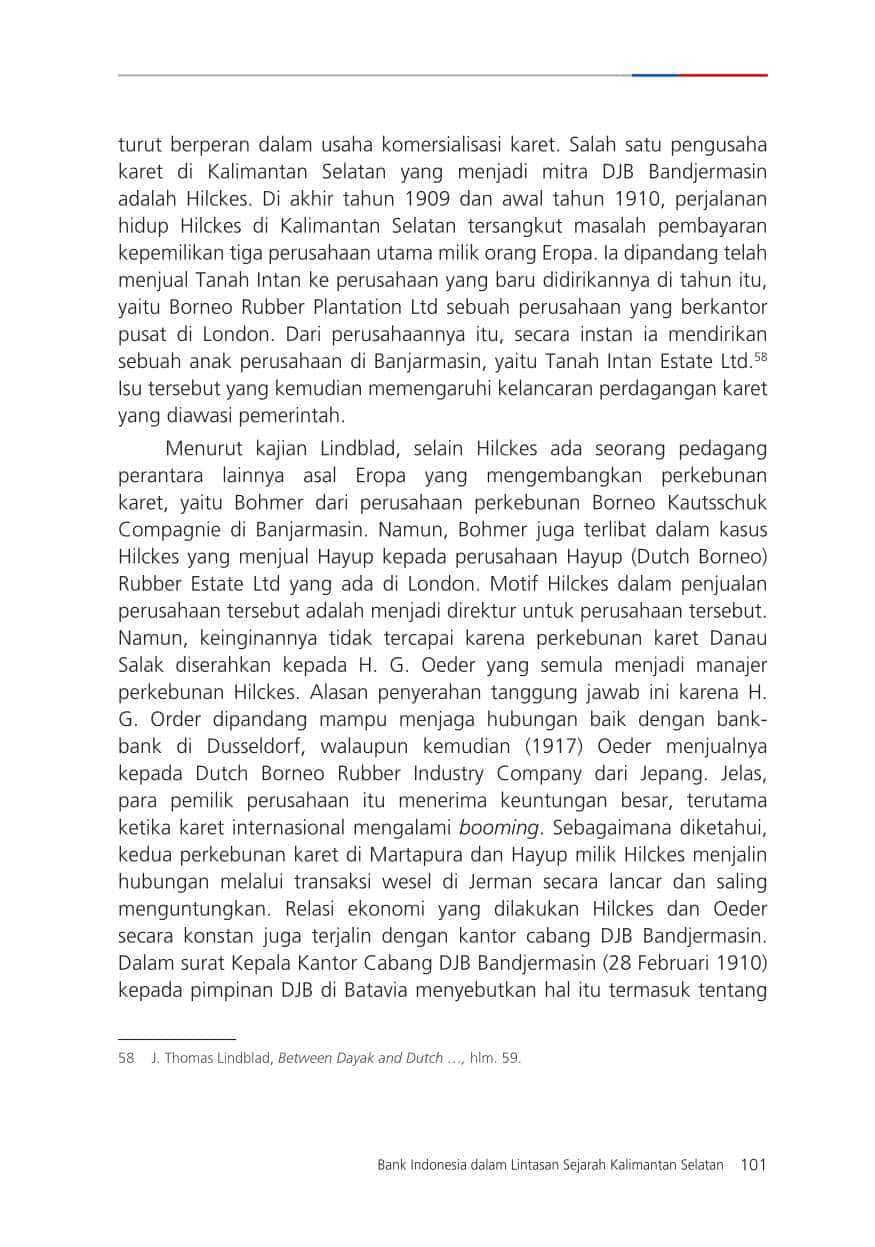 turut berperan dalam usaha komersialisasi karet. Salah satu pengusaha
karet di Kalimantan Selatan yang menjadi mitra DJB Bandjermasin
adalah Hilckes. Di akhir tahun 1909 dan awal tahun 1910, perjalanan
hidup Hilckes di Kalimantan Selatan tersangkut masalah pembayaran
kepemilikan tiga perusahaan utama milik orang Eropa. Ia dipandang telah
menjual Tanah Intan ke perusahaan yang baru didirikannya di tahun itu,
yaitu Borneo Rubber Plantation Ltd sebuah perusahaan yang berkantor
pusat di London. Dari perusahaannya itu, secara instan ia mendirikan
sebuah anak perusahaan di Banjarmasin, yaitu Tanah Intan Estate Ltd.58
Isu tersebut yang kemudian memengaruhi kelancaran perdagangan karet
yang diawasi pemerintah.
Menurut kajian Lindblad, selain Hilckes ada seorang pedagang
perantara lainnya asal Eropa yang mengembangkan perkebunan
karet, yaitu Bohmer dari perusahaan perkebunan Borneo Kautsschuk
Compagnie di Banjarmasin. Namun, Bohmer juga terlibat dalam kasus
Hilckes yang menjual Hayup kepada perusahaan Hayup (Dutch Borneo)
Rubber Estate Ltd yang ada di London. Motif Hilckes dalam penjualan
perusahaan tersebut adalah menjadi direktur untuk perusahaan tersebut.
Namun, keinginannya tidak tercapai karena perkebunan karet Danau
Salak diserahkan kepada H. G. Oeder yang semula menjadi manajer
perkebunan Hilckes. Alasan penyerahan tanggung jawab ini karena H.
G. Order dipandang mampu menjaga hubungan baik dengan bank-
bank di Dusseldorf, walaupun kemudian (1917) Oeder menjualnya
kepada Dutch Borneo Rubber Industry Company dari Jepang. Jelas,
para pemilik perusahaan itu menerima keuntungan besar, terutama
ketika karet internasional mengalami booming. Sebagaimana diketahui,
kedua perkebunan karet di Martapura dan Hayup milik Hilckes menjalin
hubungan melalui transaksi wesel di Jerman secara lancar dan saling
menguntungkan. Relasi ekonomi yang dilakukan Hilckes dan Oeder
secara konstan juga terjalin dengan kantor cabang DJB Bandjermasin.
Dalam surat Kepala Kantor Cabang DJB Bandjermasin (28 Februari 1910)
kepada pimpinan DJB di Batavia menyebutkan hal itu termasuk tentang
58 J. Thomas Lindblad, Between Dayak and Dutch …, hlm. 59.
Bank Indonesia dalam Lintasan Sejarah Kalimantan Selatan 101